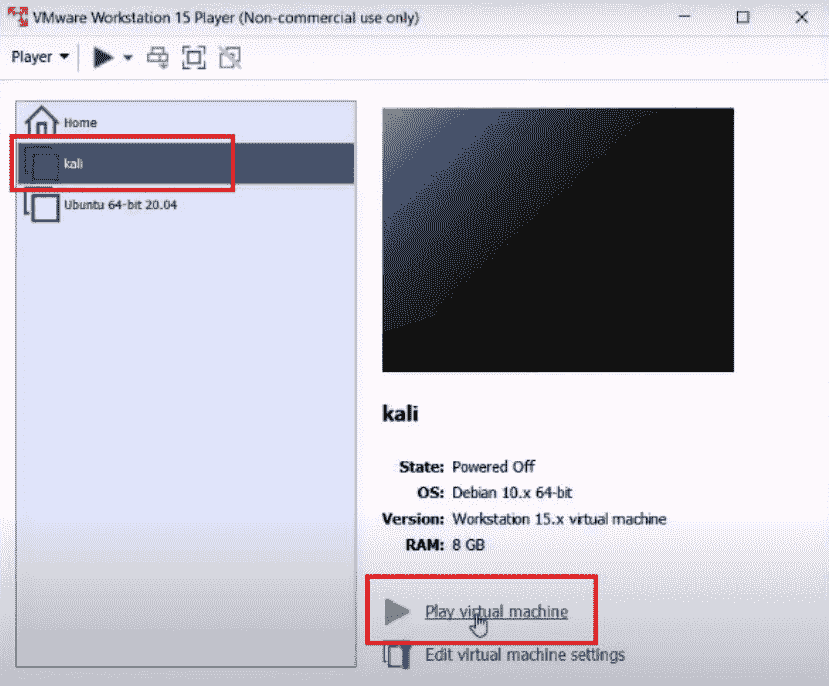 VMware Workstation 15 Player (Non-commercial use only)
Player
Home
kali
Ubuntu 64-bit 20.04
kali
State: Powered Off
OS: Debian 10.x 64-bit
Version: Workstation 15.x virtual machine
RAM: 8 GB
Play virtual machine
Edit virtual machine settings